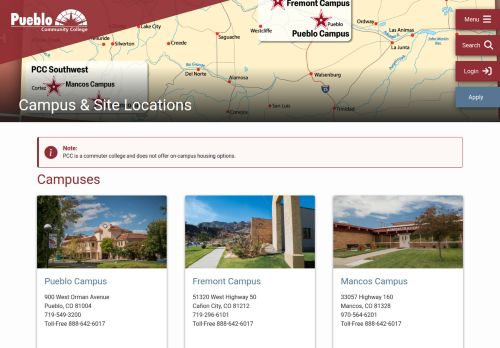 Pueblo
Community College
Menu
Search
Login
Apply
Lake City
Creede
Silverton
Saguache
Westcliffe
Fremont Campus
Pueblo
Pueblo Campus
Ordway
Las Animas
La Junta
PCC Southwest
Cortez
Mancos Campus
Del Norte
Alamosa
Walsenburg
San Luis
Trinidad
Campus & Site Locations
Note:
PCC is a commuter college and does not offer on-campus housing options.
Campuses
Pueblo Campus
900 West Orman Avenue
Pueblo, CO 81004
719-549-3200
Toll-Free 888-642-6017
Fremont Campus
51320 West Highway 50
Cañon City, CO 81212
719-296-6101
Toll-Free 888-642-6017
Mancos Campus
33057 Highway 160
Mancos, CO 81328
970-564-6201
Toll-Free 888-642-6017